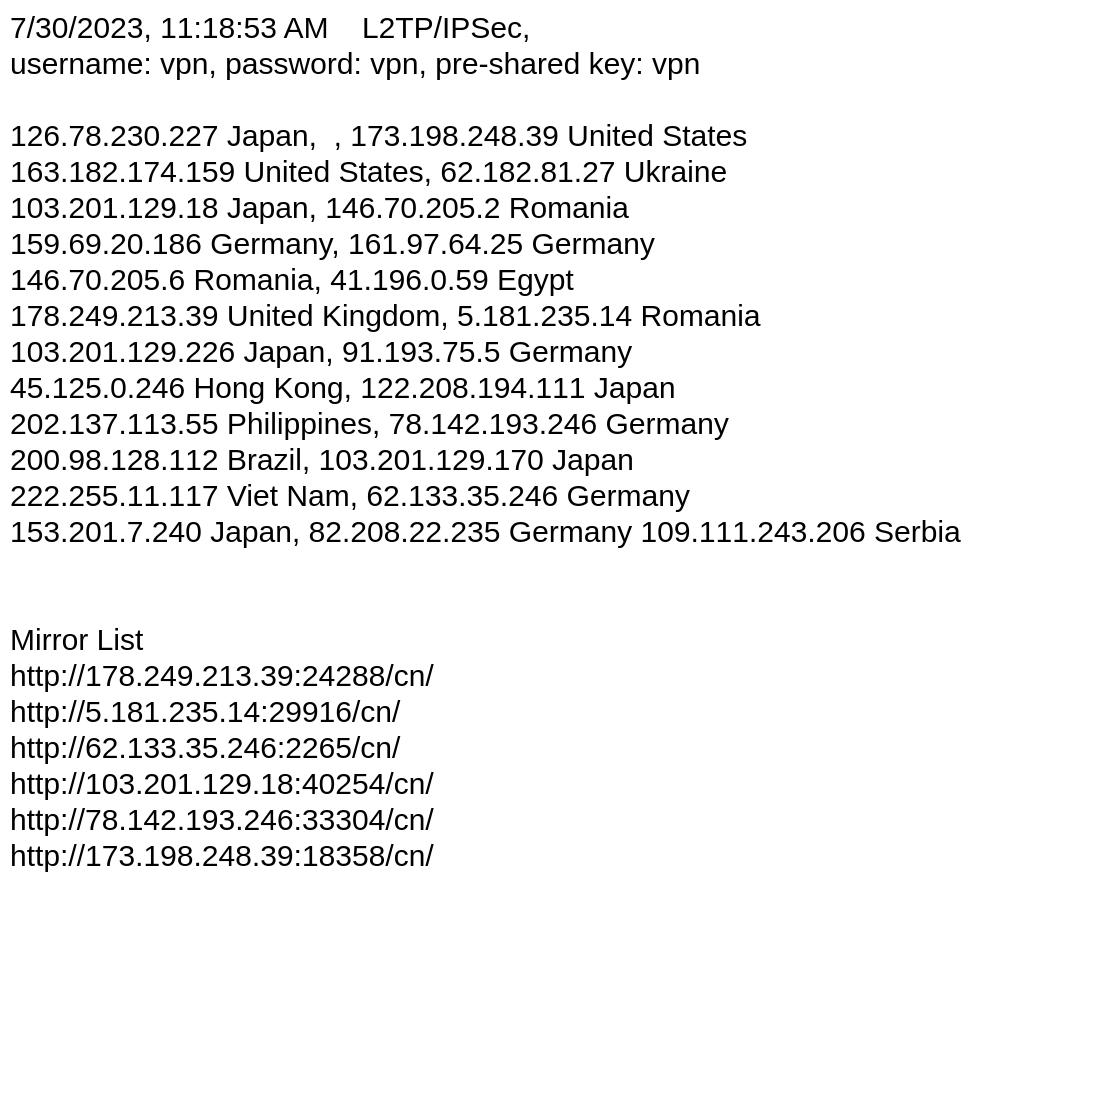 7/30/2023, 11:18:53 AM    L2TP/IPSec,
username: vpn, password: vpn, pre-shared key: vpn
126.78.230.227 Japan,  , 173.198.248.39 United States
163.182.174.159 United States, 62.182.81.27 Ukraine
103.201.129.18 Japan, 146.70.205.2 Romania
159.69.20.186 Germany, 161.97.64.25 Germany
146.70.205.6 Romania, 41.196.0.59 Egypt
178.249.213.39 United Kingdom, 5.181.235.14 Romania
103.201.129.226 Japan, 91.193.75.5 Germany
45.125.0.246 Hong Kong, 122.208.194.111 Japan
202.137.113.55 Philippines, 78.142.193.246 Germany
200.98.128.112 Brazil, 103.201.129.170 Japan
222.255.11.117 Viet Nam, 62.133.35.246 Germany
153.201.7.240 Japan, 82.208.22.235 Germany 109.111.243.206 Serbia
Mirror List
http://178.249.213.39:24288/cn/
http://5.181.235.14:29916/cn/
http://62.133.35.246:2265/cn/
http://103.201.129.18:40254/cn/
http://78.142.193.246:33304/cn/
http://173.198.248.39:18358/cn/